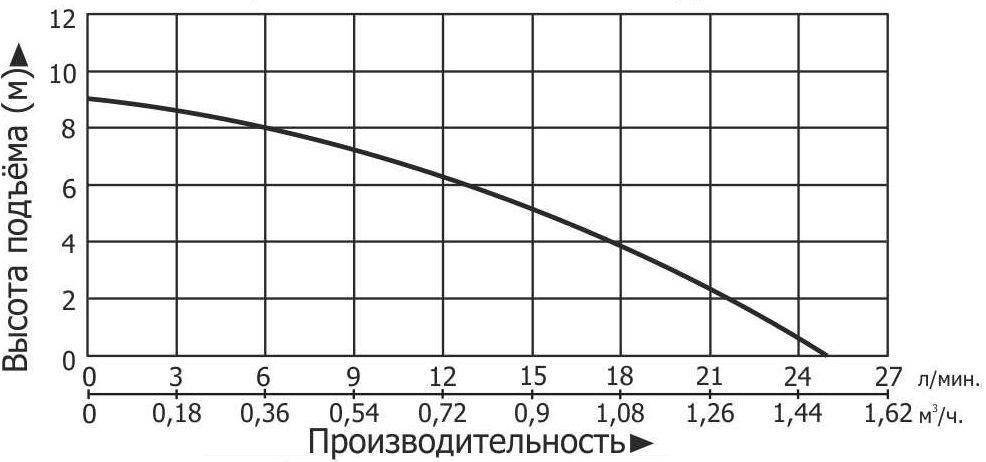 Высота подъёма (м)
12
10
8
6
4
2
0
0 3 6 9 12 15 18 21 24 27 л/мин.
0 0,18 0,36 0,54 0,72 0,9 1,08 1,26 1,44 1,62 м³/ч.
Производительность